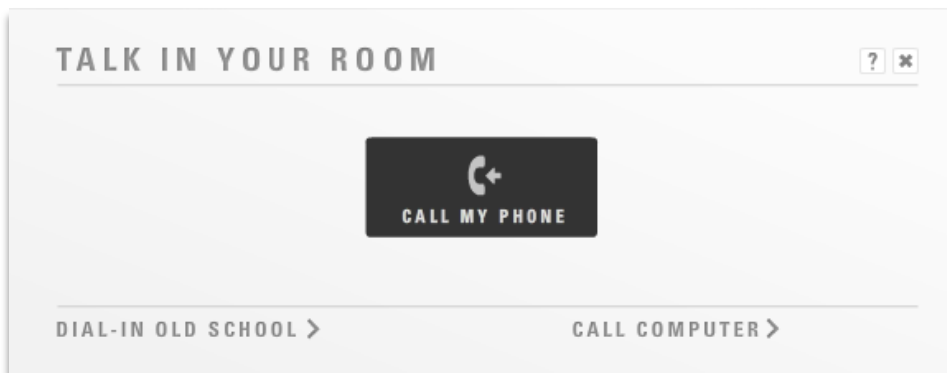 TALK IN YOUR ROOM
?
CALL MY PHONE
DIAL-IN OLD SCHOOL
CALL COMPUTER